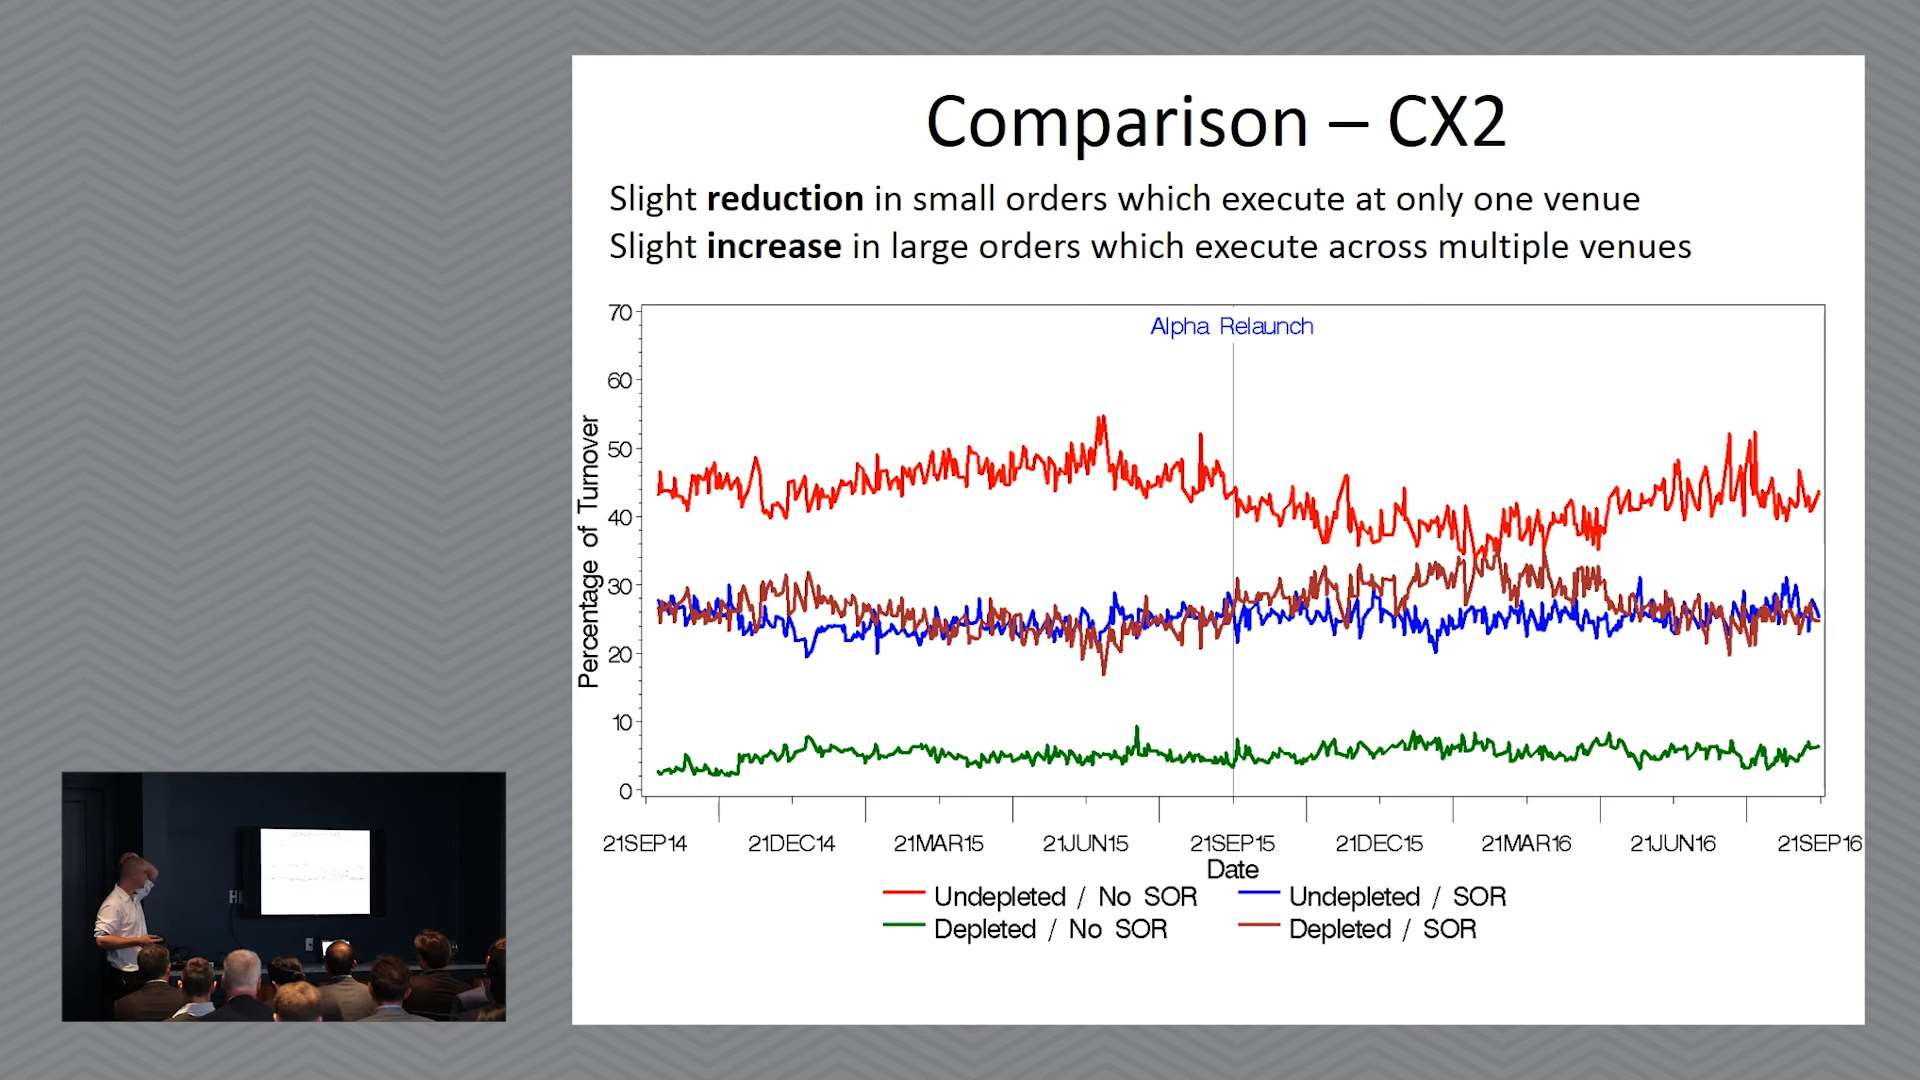 Comparison – CX2
Slight reduction in small orders which execute at only one venue
Slight increase in large orders which execute across multiple venues
Alpha Relaunch
Percentage of Turnover
70
60
50
40
30
20
10
0
21SEP14 21DEC14 21MAR15 21JUN15 21SEP15 21DEC15 21MAR16 21JUN16 21SEP16
Date
Undepleted / No SOR Undepleted / SOR
Depleted / No SOR Depleted / SOR